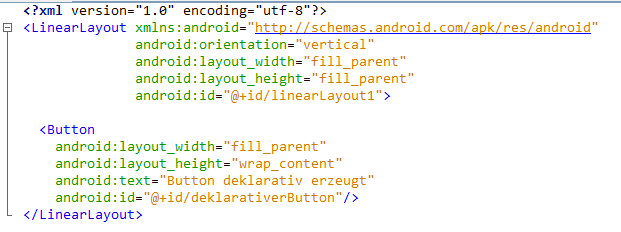 <?xml version="1.0" encoding="utf-8"?>
<LinearLayout xmlns:android="http://schemas.android.com/apk/res/android"
android:orientation="vertical"
android:layout_width="fill_parent"
android:layout_height="fill_parent"
android:id="@+id/linearLayout1">
<Button
android:layout_width="fill_parent"
android:layout_height="wrap_content"
android:text="Button deklarativ erzeugt"
android:id="@+id/deklarativerButton"/>
</LinearLayout>